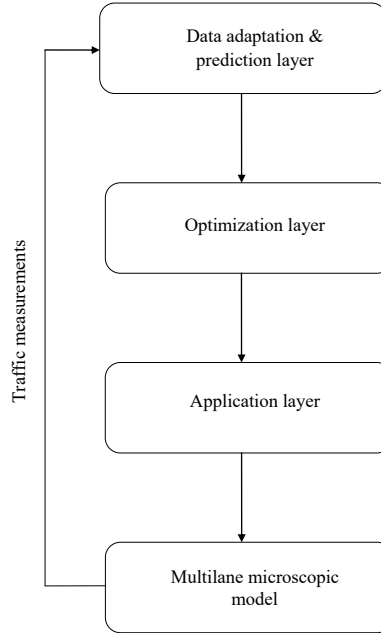 Data adaptation &
prediction layer
Optimization layer
Application layer
Multilane microscopic
model
Traffic measurements